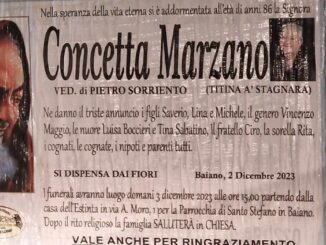 Nella speranza della vita eterna si è addormentata all'età di anni 86 la Signora
Concetta Marzano
VED. di PIETRO SORRIENTO (TITINA A' STAGNARA)
Ne danno il triste annuncio i figli Saverio, Lina e Michele, il genero Vincenzo
Maggio, le nuore Luisa Boccieri e Tina Sabatino, il fratello Ciro, la sorella Rita,
i cognati, le cognate, i nipoti e parenti tutti.
SI DISPENSA DAI FIORI Baiano, 2 Dicembre 2023
I funerali avranno luogo domani 3 dicembre 2023 alle ore 15,00 partendo dalla
casa dell'Estinta in via A. Moro, 1 per la Parrocchia di Santo Stefano in Baiano.
Dopo il rito religioso la famiglia SALUTERÀ in CHIESA.
VALE ANCHE PER RINGRAZIAMENTO